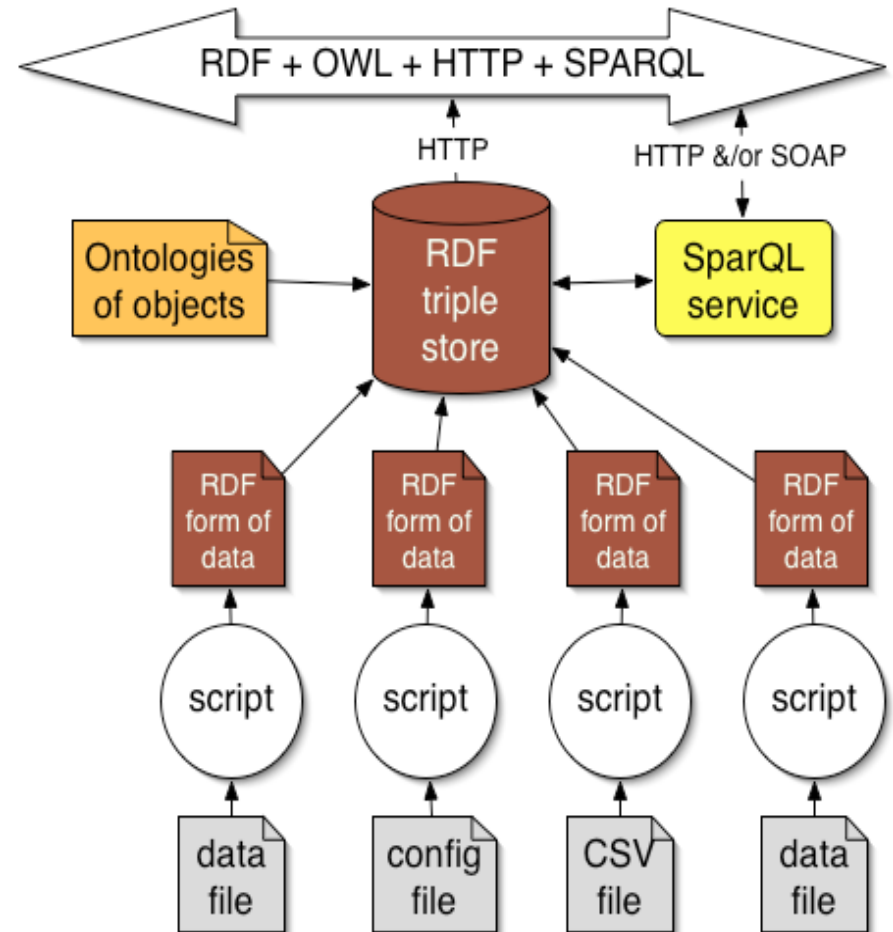 RDF + OWL + HTTP + SPARQL
HTTP
HTTP &/or SOAP
Ontologies
of objects
RDF
triple
store
SparQL
service
RDF
form of
data
RDF
form of
data
RDF
form of
data
RDF
form of
data
script
script
script
script
data
file
config
file
CSV
file
data
file